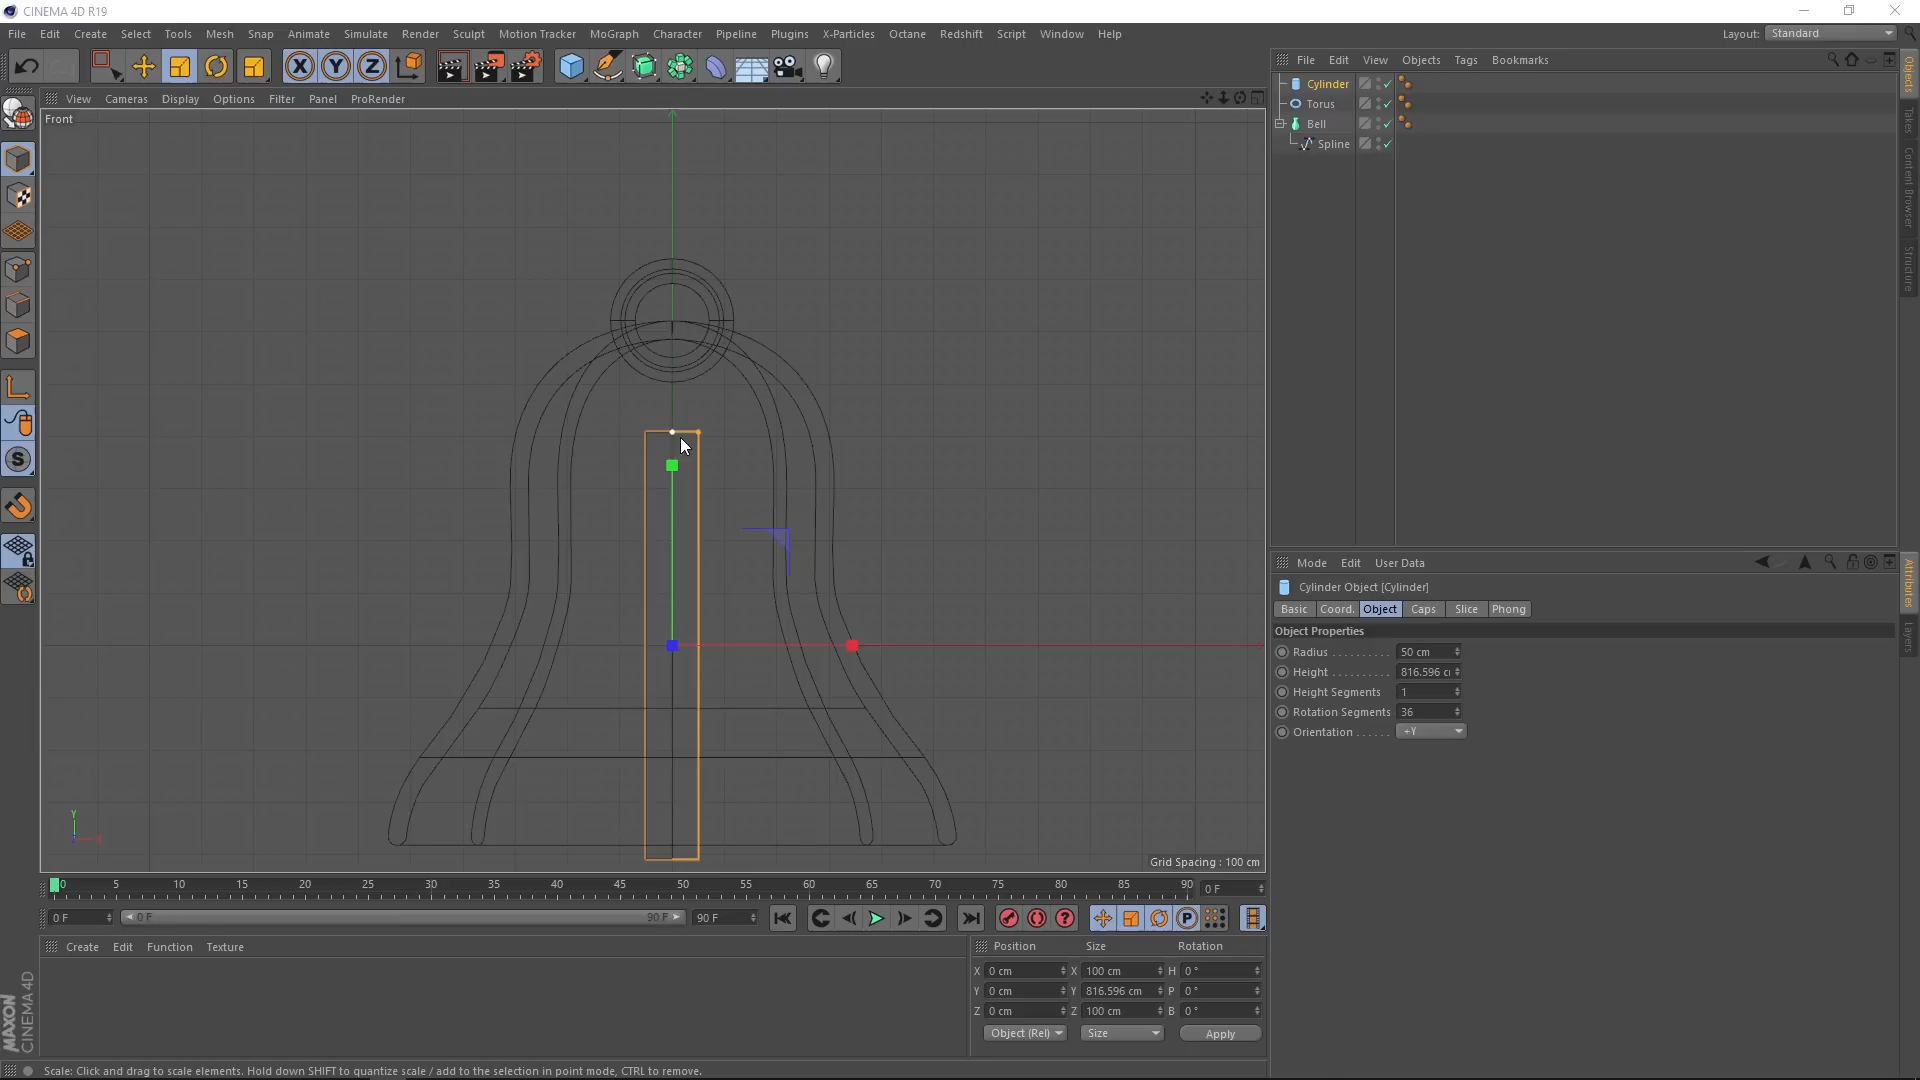 CINEMA 4D R19
File Edit Create Select Tools Mesh Snap Animate Simulate Render Sculpt Motion Tracker MoGraph Character Pipeline Plugins X-Particles Octane Redshift Script Window Help Layout: Standard
File Edit View Objects Tags Bookmarks
View Cameras Display Options Filter Panel ProRender
Front
Cylinder
Torus
Bell
Spline
Objects
Takes
Content Browser
Structure
Mode Edit User Data
Cylinder Object [Cylinder]
Basic Coord. Object Caps Slice Phong
Object Properties
Radius . . . . . . . . . . 50 cm
Height . . . . . . . . . . 816.596 c
Height Segments 1
Rotation Segments 36
Orientation . . . . . . +Y
Attributes
Layers
Y
X
Grid Spacing : 100 cm
0 5 10 15 20 25 30 35 40 45 50 55 60 65 70 75 80 85 90 0 F
0 F 0 F 90 F 90 F
Create Edit Function Texture
Position Size Rotation
X 0 cm X 100 cm H 0 °
Y 0 cm Y 816.596 cm P 0 °
Z 0 cm Z 100 cm B 0 °
Object (Rel) Size Apply
MAXON
CINEMA 4D
Scale: Click and drag to scale elements. Hold down SHIFT to quantize scale / add to the selection in point mode, CTRL to remove.